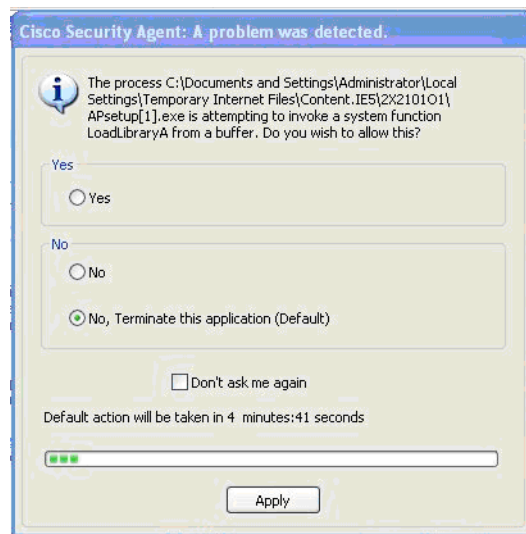 Cisco Security Agent: A problem was detected.
The process C:\Documents and Settings\Administrator\Local
Settings\Temporary Internet Files\Content.IE5\2X2101O1\
APsetup[1].exe is attempting to invoke a system function
LoadLibraryA from a buffer. Do you wish to allow this?
Yes
Yes
No
No
No, Terminate this application (Default)
Don't ask me again
Default action will be taken in 4 minutes:41 seconds
Apply